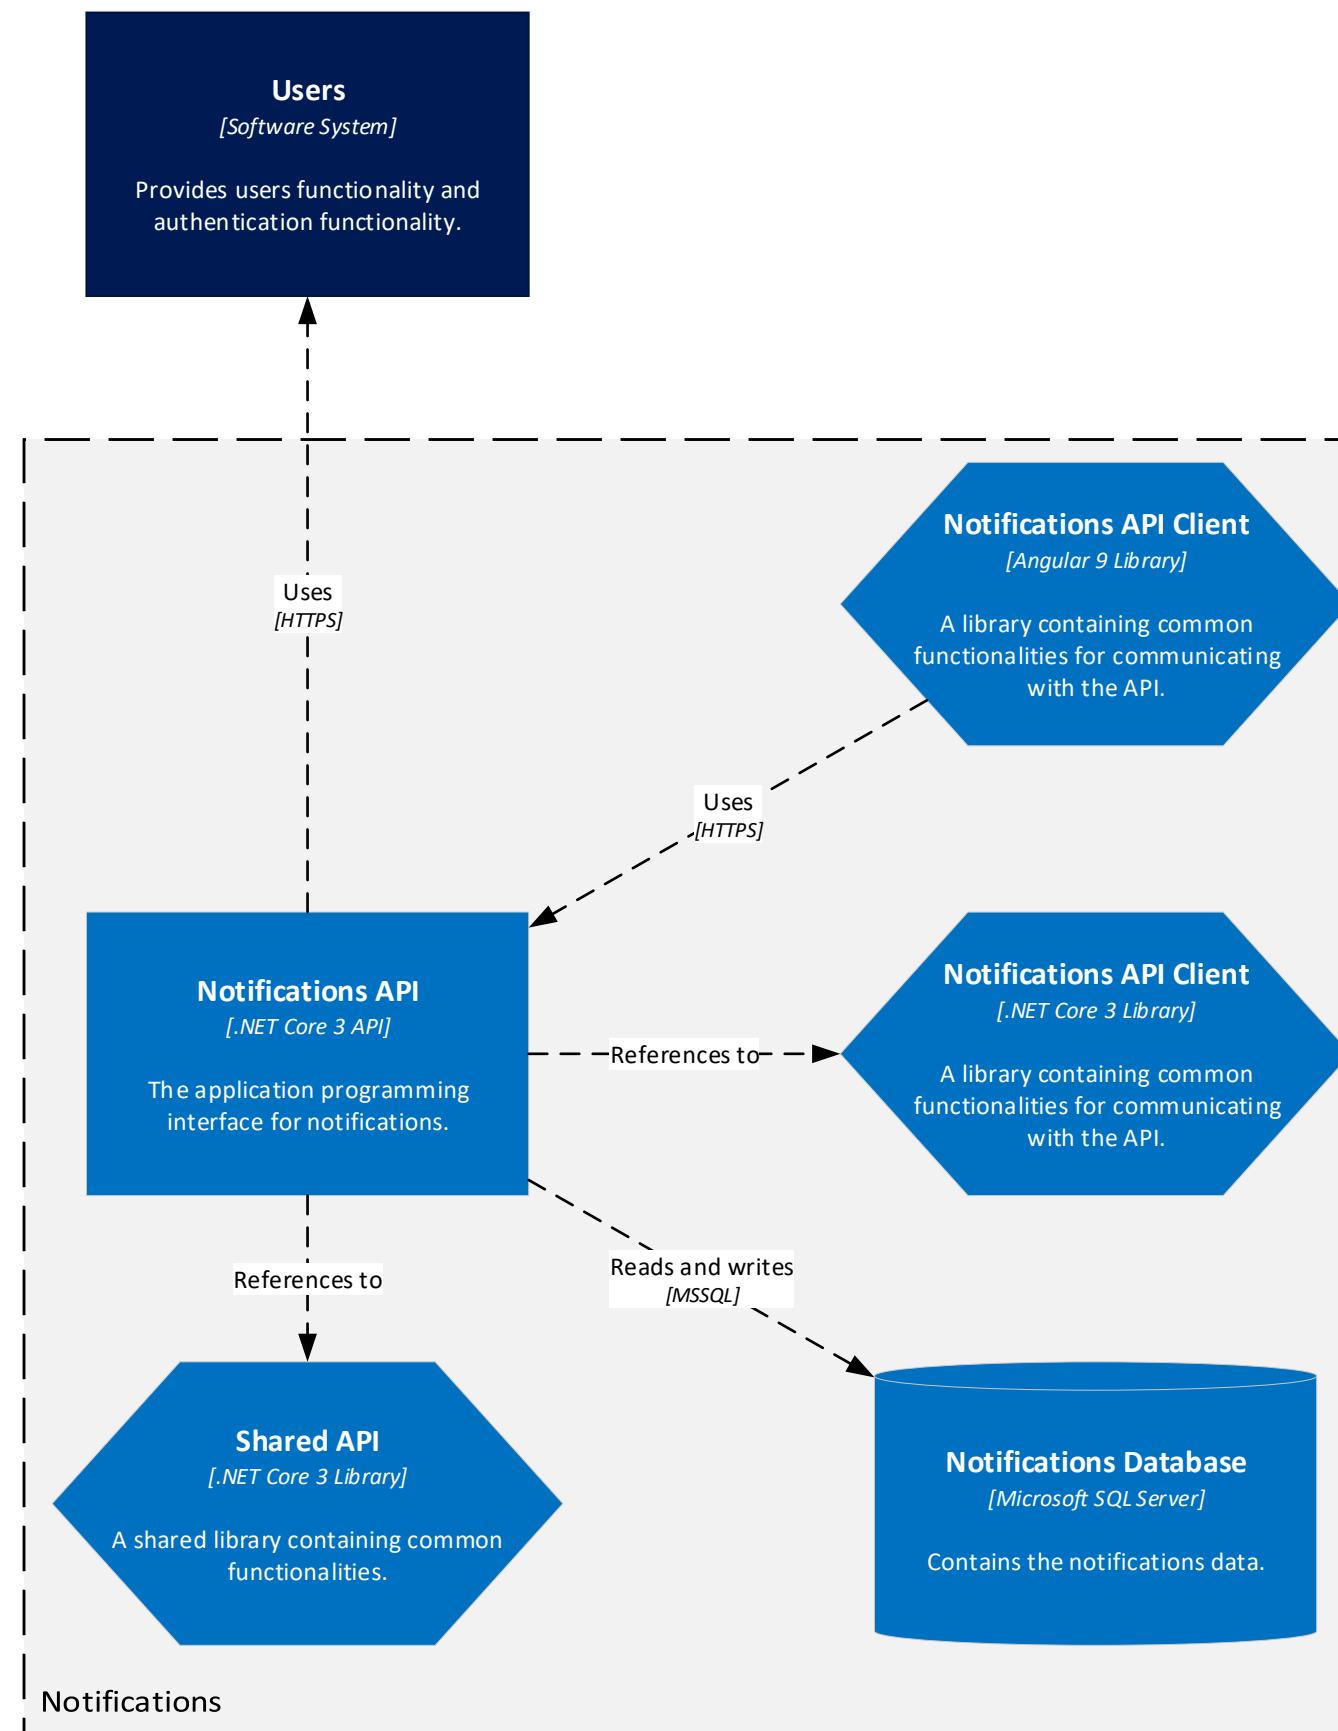 Users
[Software System]
Provides users functionality and
authentication functionality.
Uses
[HTTPS]
Notifications API Client
[Angular 9 Library]
A library containing common
functionalities for communicating
with the API.
Uses
[HTTPS]
Notifications API
[.NET Core 3 API]
The application programming
interface for notifications.
References to
Notifications API Client
[.NET Core 3 Library]
A library containing common
functionalities for communicating
with the API.
References to
Reads and writes
[MSSQL]
Shared API
[.NET Core 3 Library]
A shared library containing common
functionalities.
Notifications Database
[Microsoft SQL Server]
Contains the notifications data.
Notifications